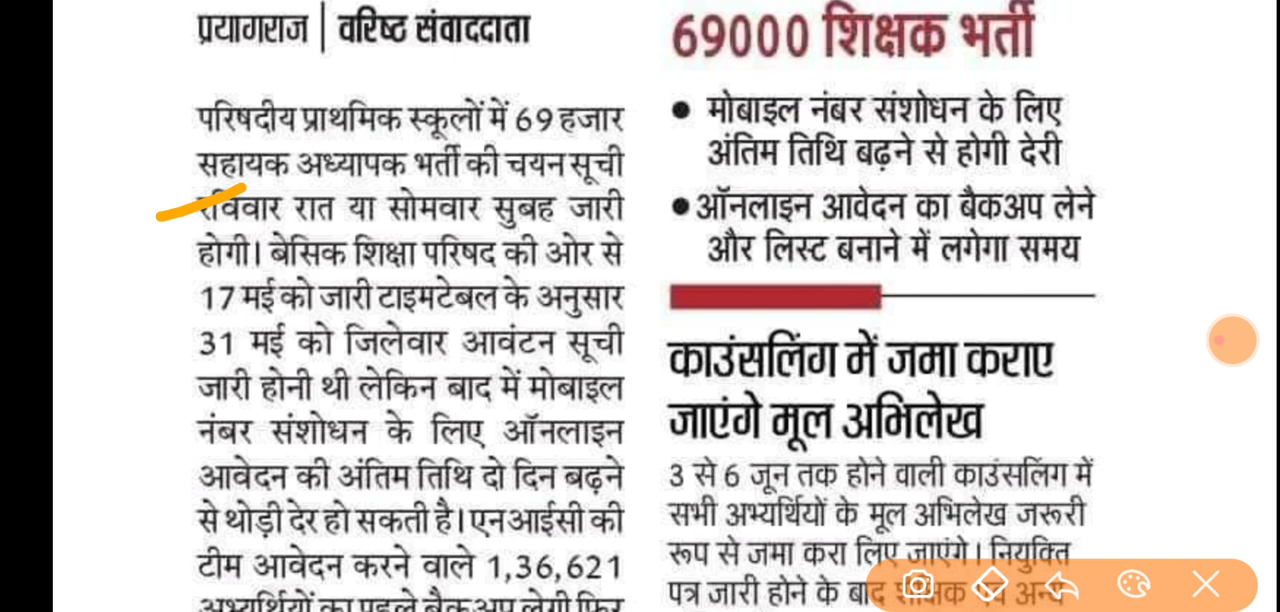 प्रयागराज | वरिष्ठ संवाददाता
परिषदीय प्राथमिक स्कूलों में 69 हजार
सहायक अध्यापक भर्ती की चयन सूची
रविवार रात या सोमवार सुबह जारी
होगी। बेसिक शिक्षा परिषद की ओर से
17 मई को जारी टाइमटेबल के अनुसार
31 मई को जिलेवार आवंटन सूची
जारी होनी थी लेकिन बाद में मोबाइल
नंबर संशोधन के लिए ऑनलाइन
आवेदन की अंतिम तिथि दो दिन बढ़ने
से थोड़ी देर हो सकती है। एनआईसी की
टीम आवेदन करने वाले 1,36,621
अभ्यर्थियों का पहले बैकअप लेगी फिर
69000 शिक्षक भर्ती
● मोबाइल नंबर संशोधन के लिए
अंतिम तिथि बढ़ने से होगी देरी
● ऑनलाइन आवेदन का बैकअप लेने
और लिस्ट बनाने में लगेगा समय
काउंसलिंग में जमा कराए
जाएंगे मूल अभिलेख
3 से 6 जून तक होने वाली काउंसलिंग में
सभी अभ्यर्थियों के मूल अभिलेख जरूरी
रूप से जमा करा लिए जाएंगे। नियुक्ति
पत्र जारी होने के बाद